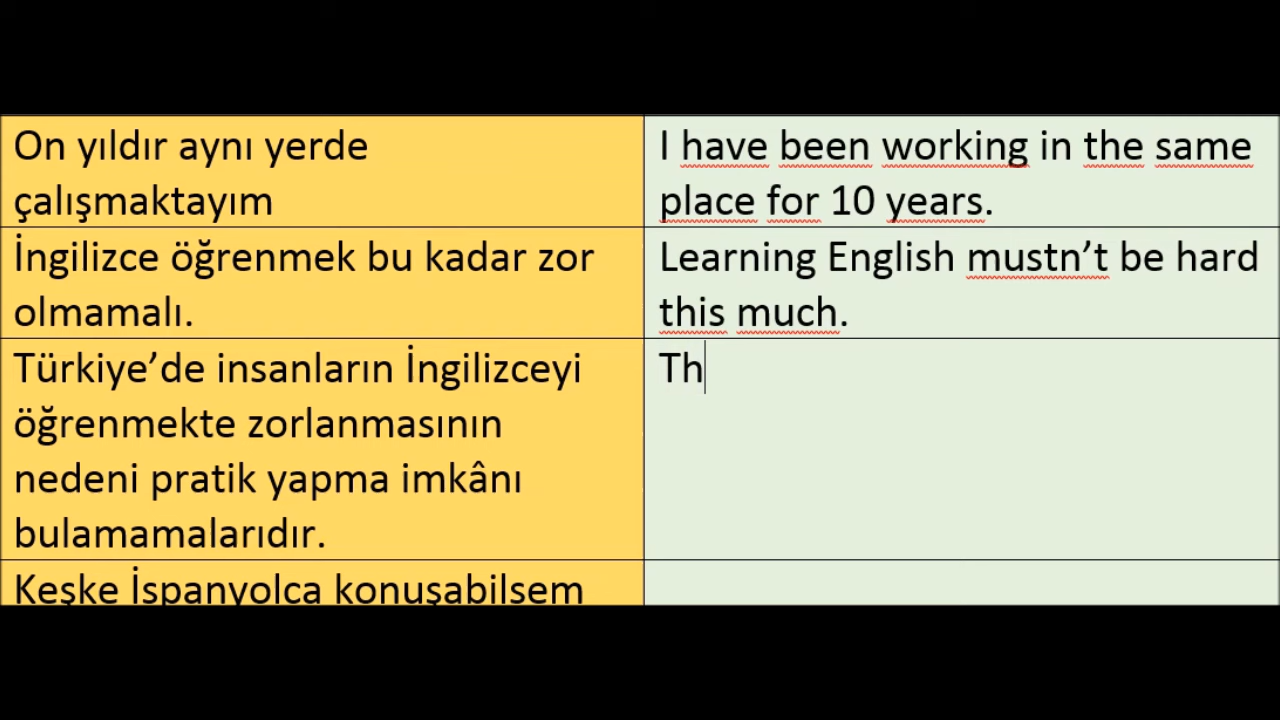 On yıldır aynı yerde
çalışmaktayım
I have been working in the same
place for 10 years.
İngilizce öğrenmek bu kadar zor
olmamalı.
Learning English mustn’t be hard
this much.
Türkiye’de insanların İngilizceyi
öğrenmekte zorlanmasının
nedeni pratik yapma imkânı
bulamamalarıdır.
Th
Keşke İspanyolca konuşabilsem